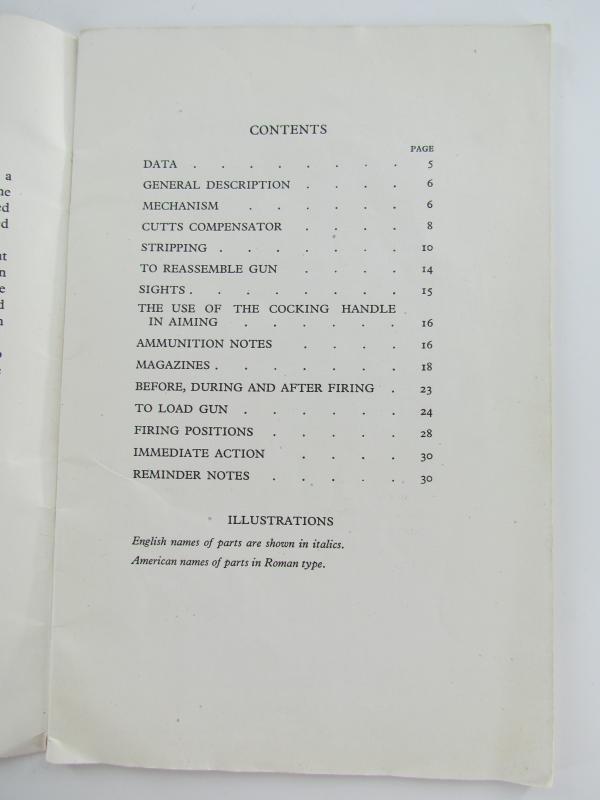 a
ed
d
n
d
CONTENTS
PAGE
DATA . . . . . . . . 5
GENERAL DESCRIPTION . . . . 6
MECHANISM . . . . . . 6
CUTTS COMPENSATOR . . . . 8
STRIPPING . . . . . . . 10
TO REASSEMBLE GUN . . . . 14
SIGHTS . . . . . . . . 15
THE USE OF THE COCKING HANDLE
IN AIMING . . . . . . 16
AMMUNITION NOTES . . . . 16
MAGAZINES . . . . . . . 18
BEFORE, DURING AND AFTER FIRING . 23
TO LOAD GUN . . . . . . 24
FIRING POSITIONS . . . . . 28
IMMEDIATE ACTION . . . . 30
REMINDER NOTES . . . . . 30
ILLUSTRATIONS
English names of parts are shown in italics.
American names of parts in Roman type.